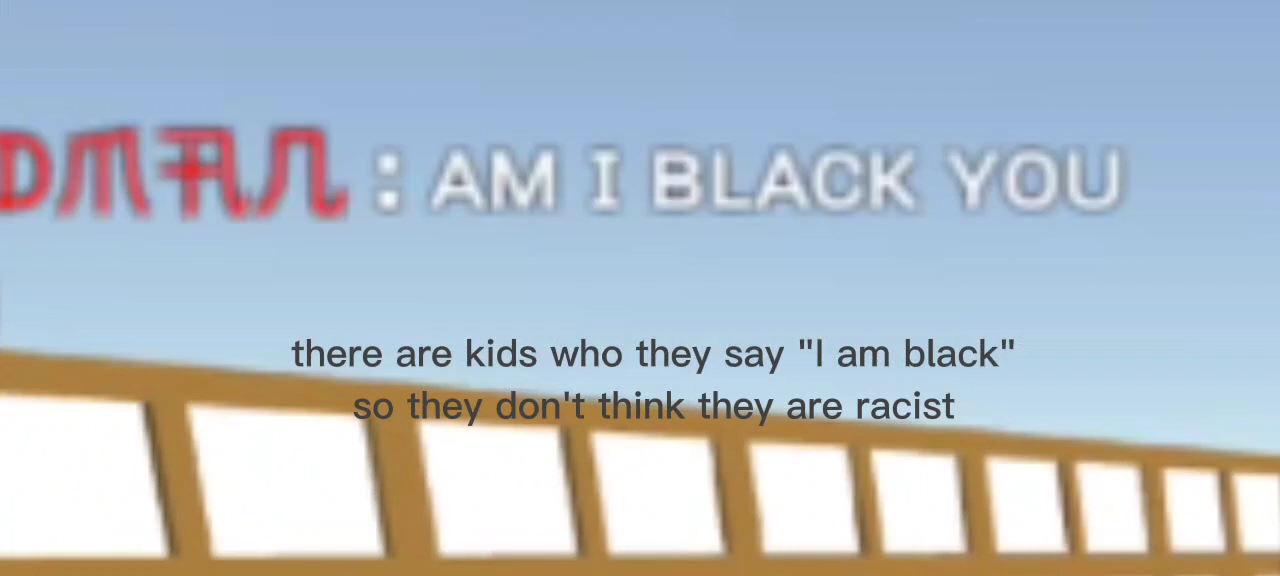 : AM I BLACK YOU
there are kids who they say "I am black"
so they don't think they are racist